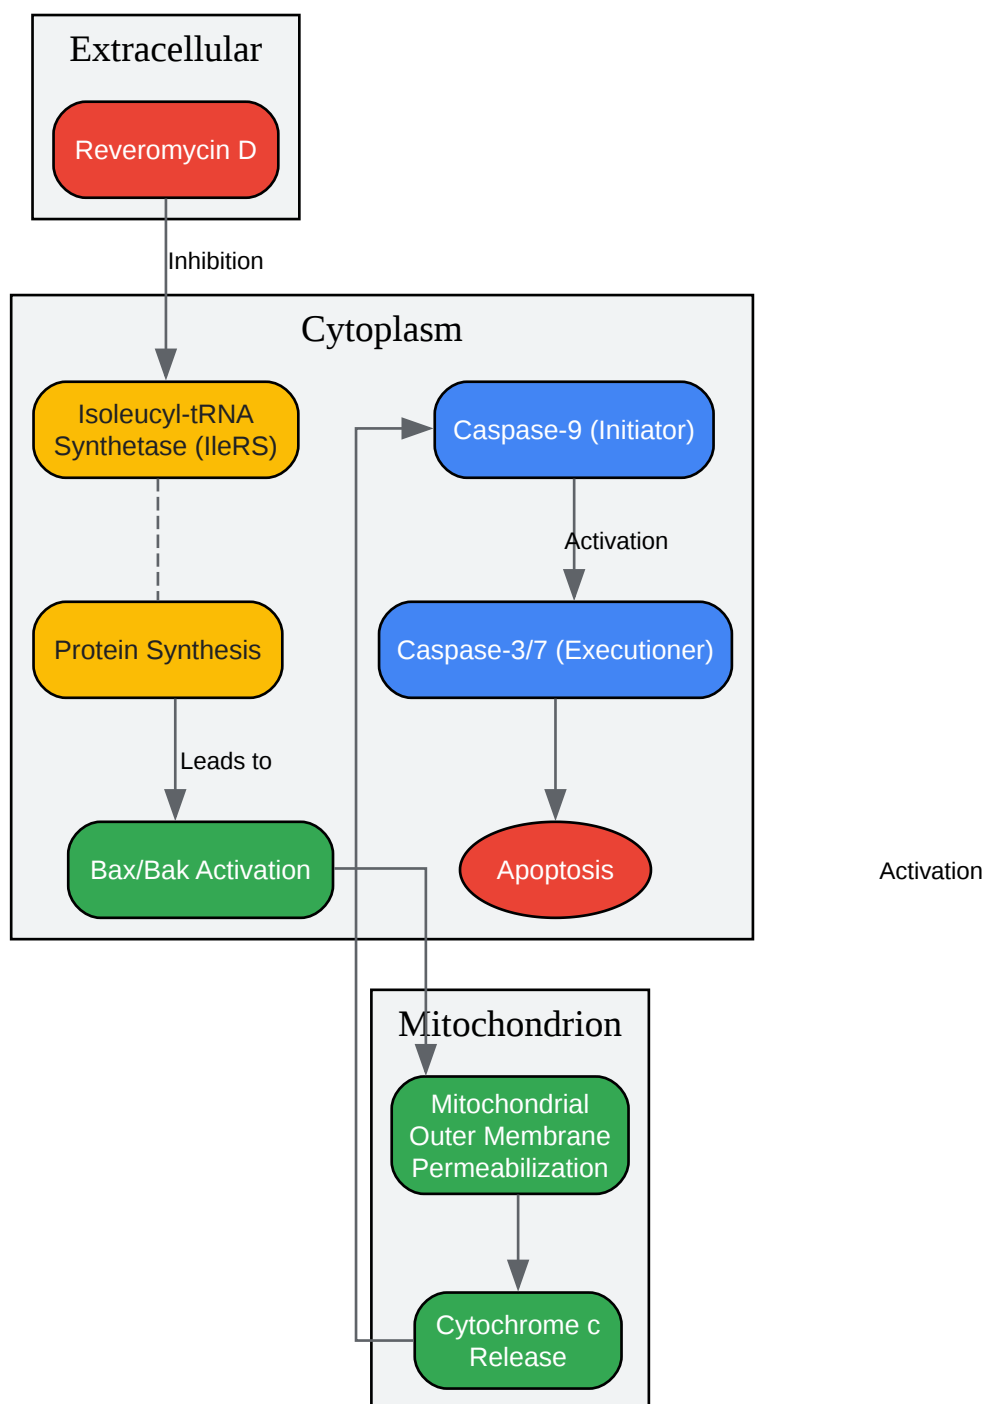 Extracellular
Reveromycin D
Inhibition
Cytoplasm
Isoleucyl-tRNA
Synthetase (IleRS)
Caspase-9 (Initiator)
Activation
Protein Synthesis
Caspase-3/7 (Executioner)
Leads to
Bax/Bak Activation
Apoptosis
Activation
Mitochondrion
Mitochondrial
Outer Membrane
Permeabilization
Cytochrome c
Release